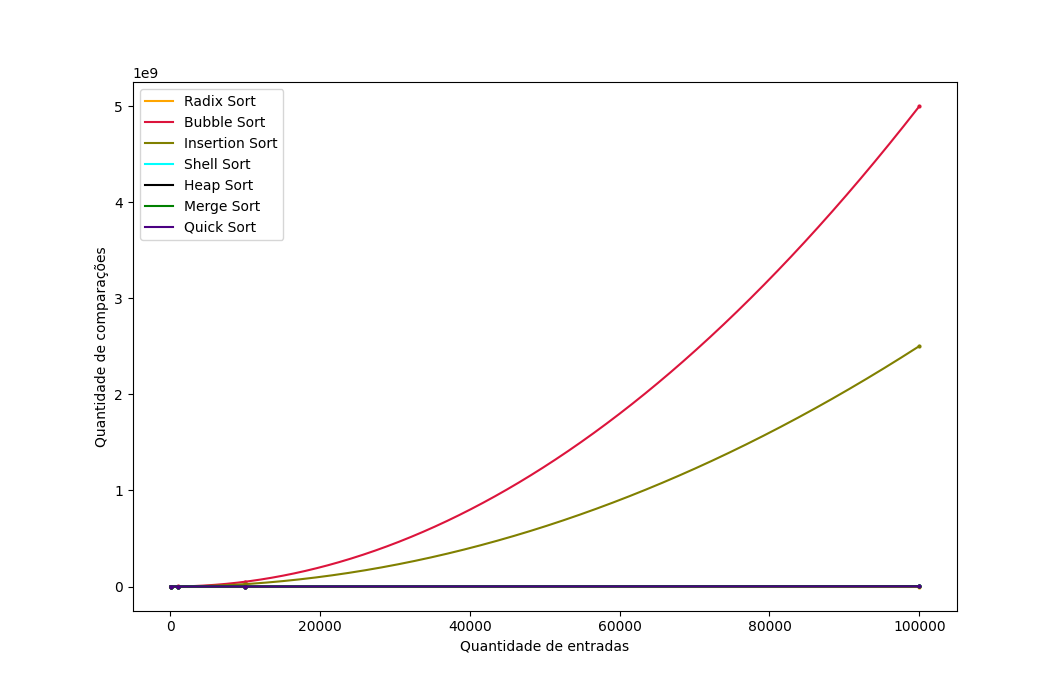 1e9
5
4
3
2
1
0
Quantidade de comparações
Radix Sort
Bubble Sort
Insertion Sort
Shell Sort
Heap Sort
Merge Sort
Quick Sort
0 20000 40000 60000 80000 100000
Quantidade de entradas